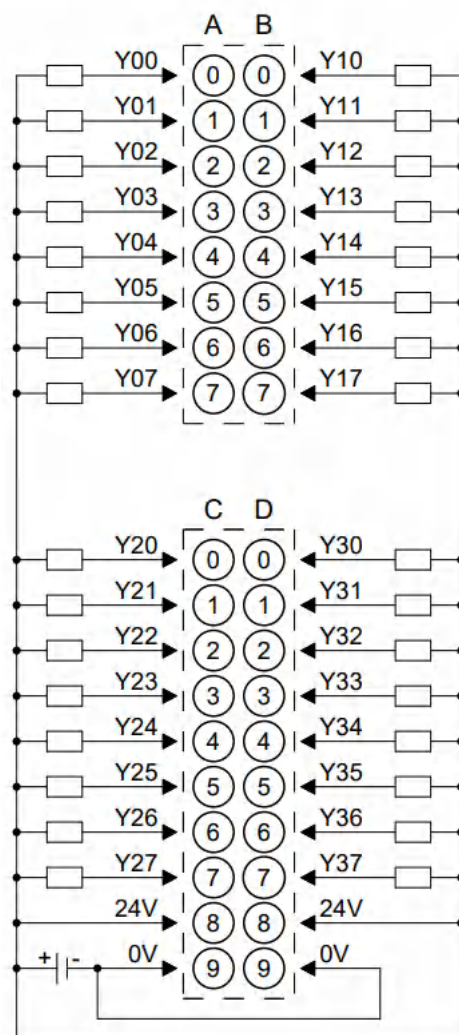 A B
Y00 0 0 Y10
Y01 1 1 Y11
Y02 2 2 Y12
Y03 3 3 Y13
Y04 4 4 Y14
Y05 5 5 Y15
Y06 6 6 Y16
Y07 7 7 Y17
C D
Y20 0 0 Y30
Y21 1 1 Y31
Y22 2 2 Y32
Y23 3 3 Y33
Y24 4 4 Y34
Y25 5 5 Y35
Y26 6 6 Y36
Y27 7 7 Y37
24V 8 8 24V
+ - 0V 9 9 0V